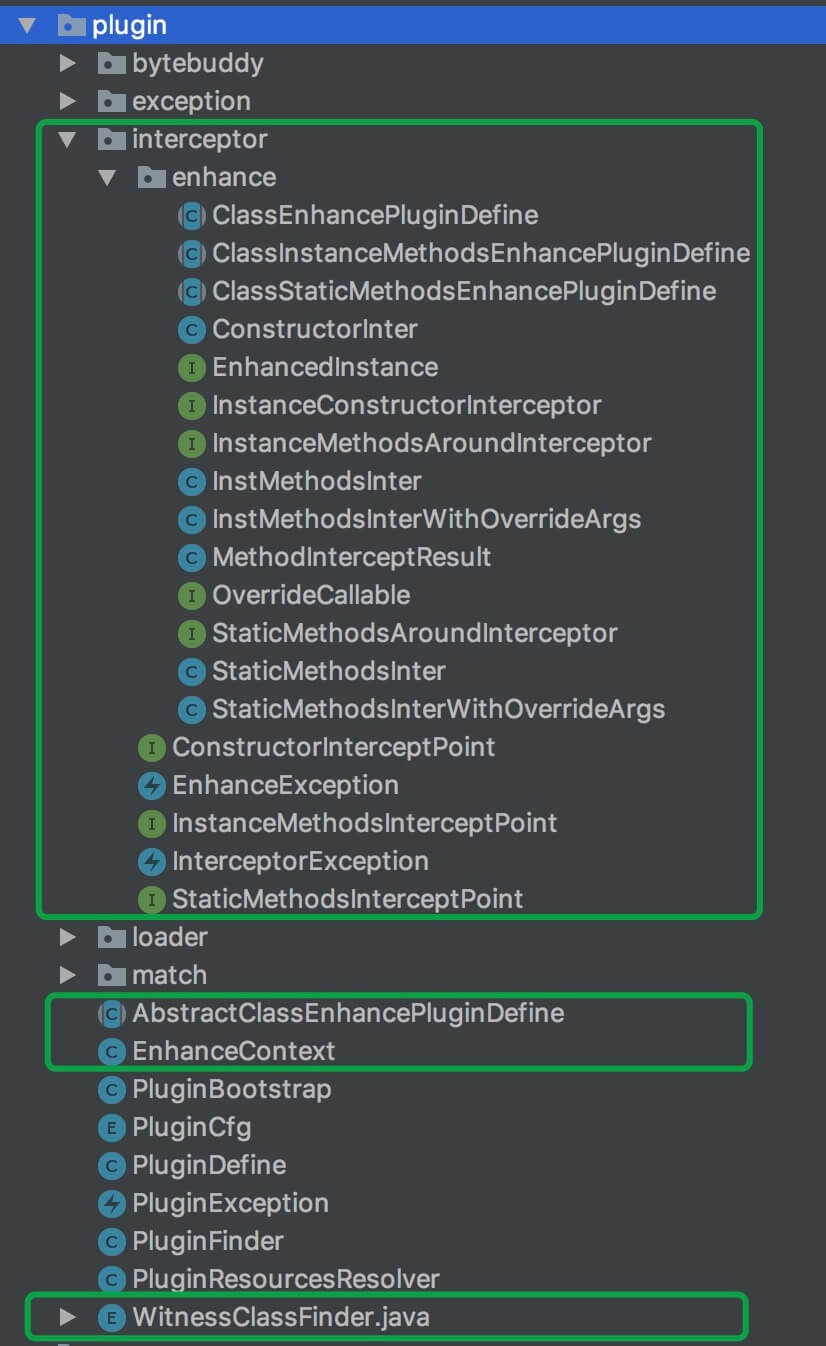 plugin
bytebuddy
exception
interceptor
enhance
ClassEnhancePluginDefine
ClassInstanceMethodsEnhancePluginDefine
ClassStaticMethodsEnhancePluginDefine
ConstructorInter
EnhancedInstance
InstanceConstructorInterceptor
InstanceMethodsAroundInterceptor
InstMethodsInter
InstMethodsInterWithOverrideArgs
MethodInterceptResult
OverrideCallable
StaticMethodsAroundInterceptor
StaticMethodsInter
StaticMethodsInterWithOverrideArgs
ConstructorInterceptPoint
EnhanceException
InstanceMethodsInterceptPoint
InterceptorException
StaticMethodsInterceptPoint
loader
match
AbstractClassEnhancePluginDefine
EnhanceContext
PluginBootstrap
PluginCfg
PluginDefine
PluginException
PluginFinder
PluginResourcesResolver
WitnessClassFinder.java